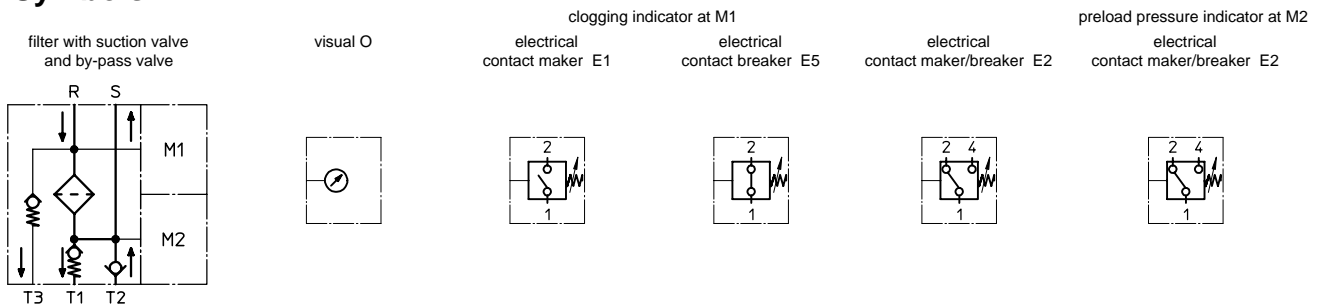 clogging indicator at M1
preload pressure indicator at M2
filter with suction valve
and by-pass valve
visual O
electrical
contact maker E1
electrical
contact breaker E5
electrical
contact maker/breaker E2
electrical
contact maker/breaker E2
R S
M1
M2
T3 T1 T2
2
1
2
1
2 4
1
2 4
1